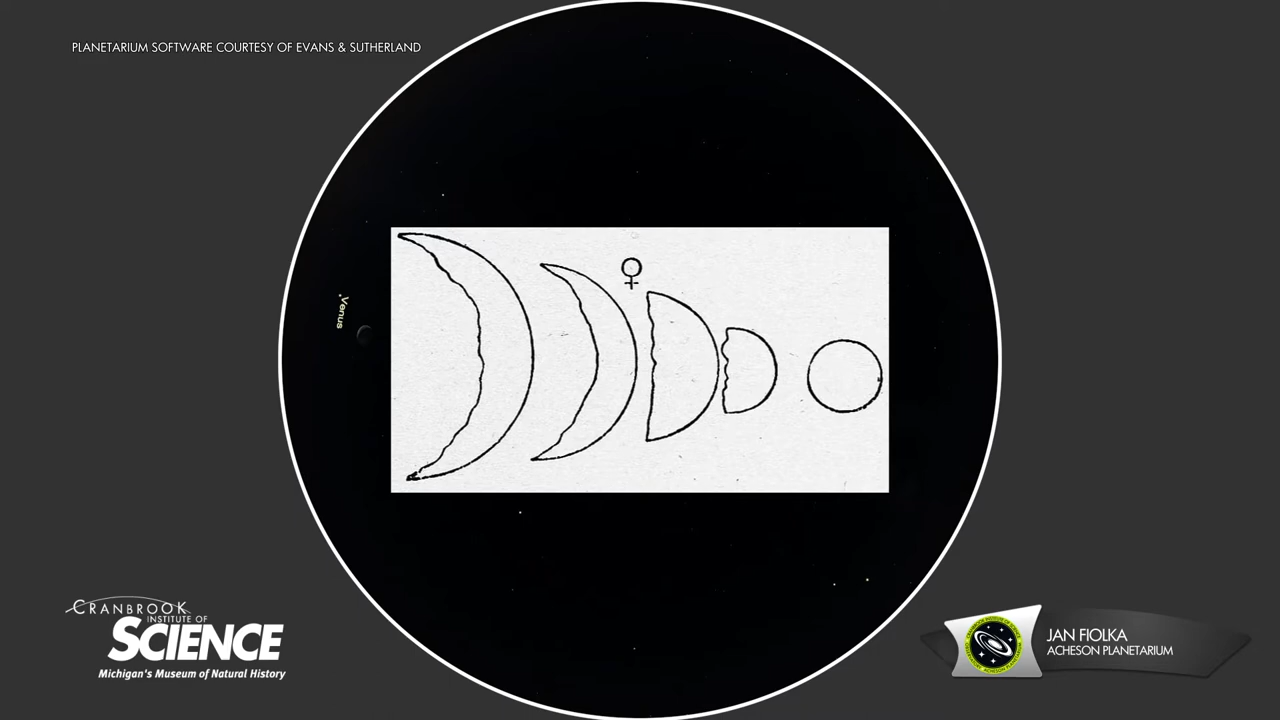 PLANETARIUM SOFTWARE COURTESY OF EVANS & SUTHERLAND
Venus
CRANBROOK
INSTITUTE OF
SCIENCE
Michigan's Museum of Natural History
JAN FIOLKA
ACHESON PLANETARIUM